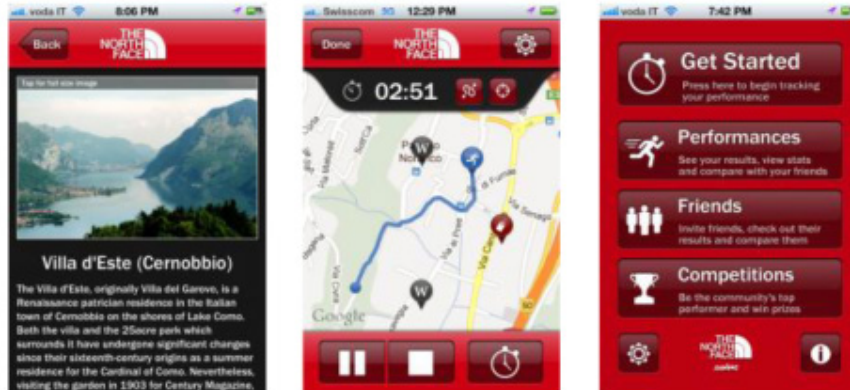 voda IT 8:06 PM
Back
THE
NORTH
FACE
Tap for full size image
Villa d'Este (Cernobbio)
The Villa d'Este, originally Villa del Garovo, is a
Renaissance patrician residence in the Italian
town of Cernobbio on the shores of Lake Como.
Both the villa and the 25acre park which
surrounds it have undergone significant changes
since their sixteenth-century origins as a summer
residence for the Cardinal of Como. Nevertheless,
visiting the garden in 1903 for Century Magazine,
Swisscom 3G 12:29 PM
Done
THE
NORTH
FACE
02:51
W
W
Google
voda IT 7:42 PM
Get Started
Press here to begin tracking
your performance
Performances
See your results, view stats
and compare with your friends
Friends
Invite friends, check out their
results and compare them
Competitions
Be the community's top
performer and win prizes
THE
NORTH
FACE